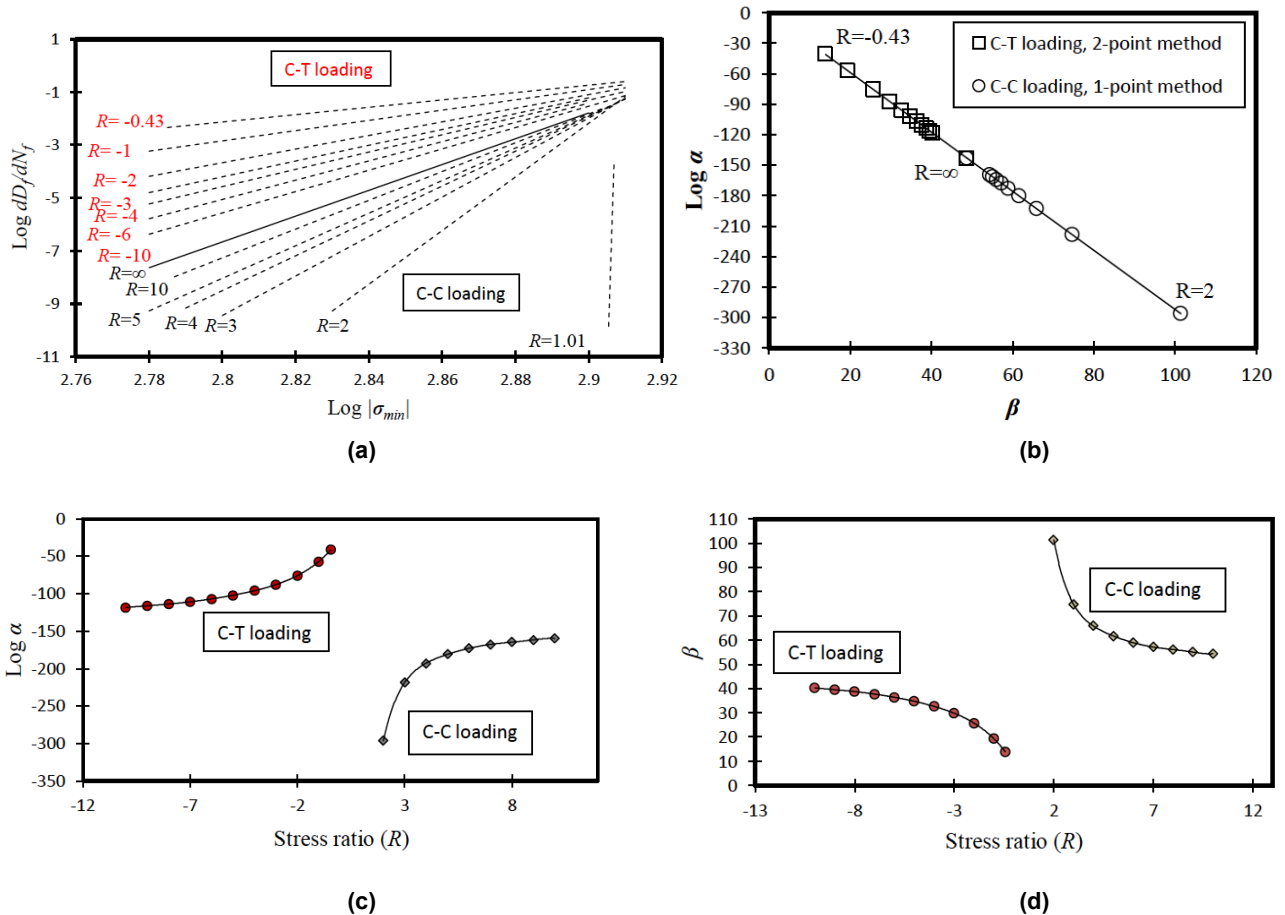 1
-1
-3
-5
-7
-9
-11
Log dD_f/dN_f
C-T loading
R= -0.43
R= -1
R= -2
R= -3
R= -4
R= -6
R= -10
R=∞
R=10
R=5
R=4
R=3
R=2
R=1.01
C-C loading
2.76 2.78 2.8 2.82 2.84 2.86 2.88 2.9 2.92
Log |σ_min|
(a)
-30
-60
-90
-120
-150
-180
-210
-240
-270
-300
-330
Log α
R=-0.43
C-T loading, 2-point method
C-C loading, 1-point method
R=∞
R=2
0 20 40 60 80 100 120
β
(b)
0
-50
-100
-150
-200
-250
-300
-350
Log α
C-T loading
C-C loading
-12 -7 -2 3 8
Stress ratio (R)
(c)
110
100
90
80
70
60
50
40
30
20
10
0
β
C-C loading
C-T loading
-13 -8 -3 2 7 12
Stress ratio (R)
(d)